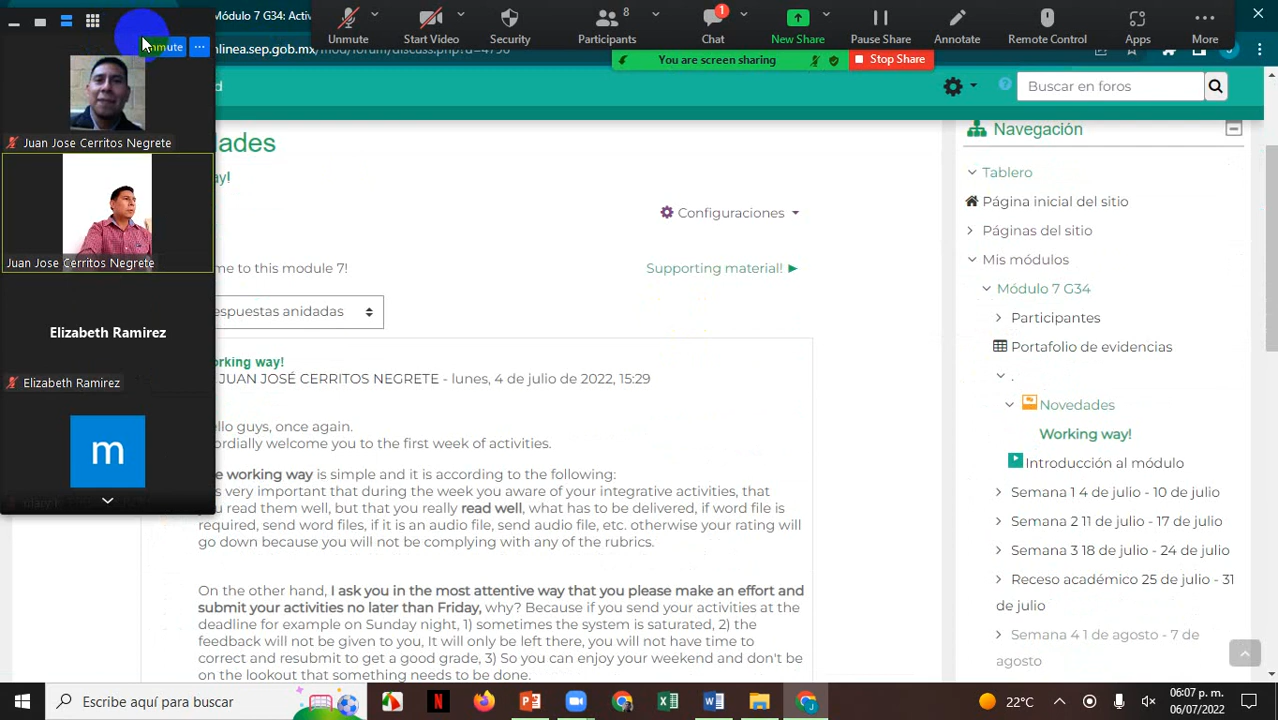 Módulo 7 G34: Activ
nlinea.sep.gob.mx/mod/forum/discuss.php?d=4796
Unmute
Start Video
Security
8
Participants
1
Chat
New Share
Pause Share
Annotate
Remote Control
Apps
More
You are screen sharing
Stop Share
mute
...
Juan Jose Cerritos Negrete
Juan Jose Cerritos Negrete
Elizabeth Ramirez
Elizabeth Ramirez
m
d
Buscar en foros
dades
ay!
Configuraciones
me to this module 7!
Supporting material! ►
espuestas anidadas
orking way!
JUAN JOSÉ CERRITOS NEGRETE - lunes, 4 de julio de 2022, 15:29
ello guys, once again.
ordially welcome you to the first week of activities.
e working way is simple and it is according to the following:
s very important that during the week you aware of your integrative activities, that
u read them well, but that you really read well, what has to be delivered, if word file is
required, send word files, if it is an audio file, send audio file, etc. otherwise your rating will
go down because you will not be complying with any of the rubrics.
On the other hand, I ask you in the most attentive way that you please make an effort and
submit your activities no later than Friday, why? Because if you send your activities at the
deadline for example on Sunday night, 1) sometimes the system is saturated, 2) the
feedback will not be given to you, It will only be left there, you will not have time to
correct and resubmit to get a good grade, 3) So you can enjoy your weekend and don't be
on the lookout that something needs to be done.
Navegación
Tablero
Página inicial del sitio
Páginas del sitio
Mis módulos
Módulo 7 G34
Participantes
Portafolio de evidencias
.
Novedades
Working way!
Introducción al módulo
Semana 1 4 de julio - 10 de julio
Semana 2 11 de julio - 17 de julio
Semana 3 18 de julio - 24 de julio
Receso académico 25 de julio - 31
de julio
Semana 4 1 de agosto - 7 de
agosto
Escribe aquí para buscar
22°C
06:07 p. m.
06/07/2022